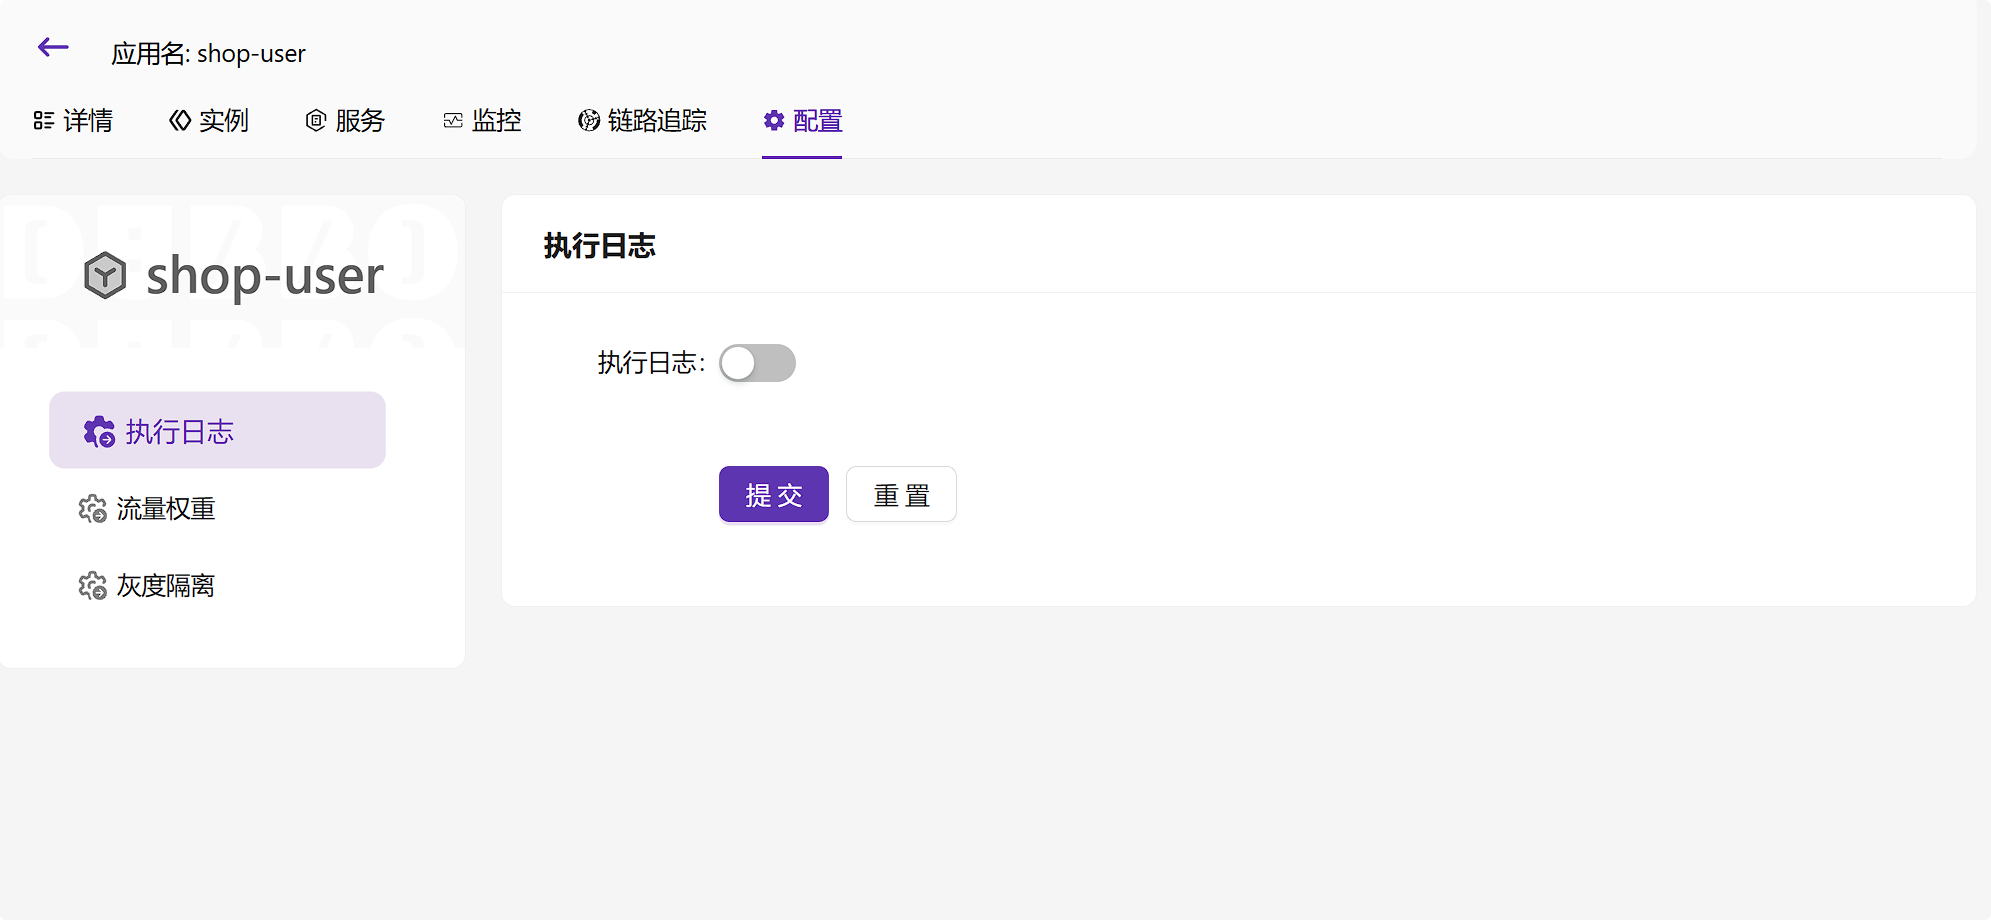 应用名: shop-user
详情 实例 服务 监控 链路追踪 配置
shop-user
执行日志
流量权重
灰度隔离
执行日志
执行日志：
提交 重置